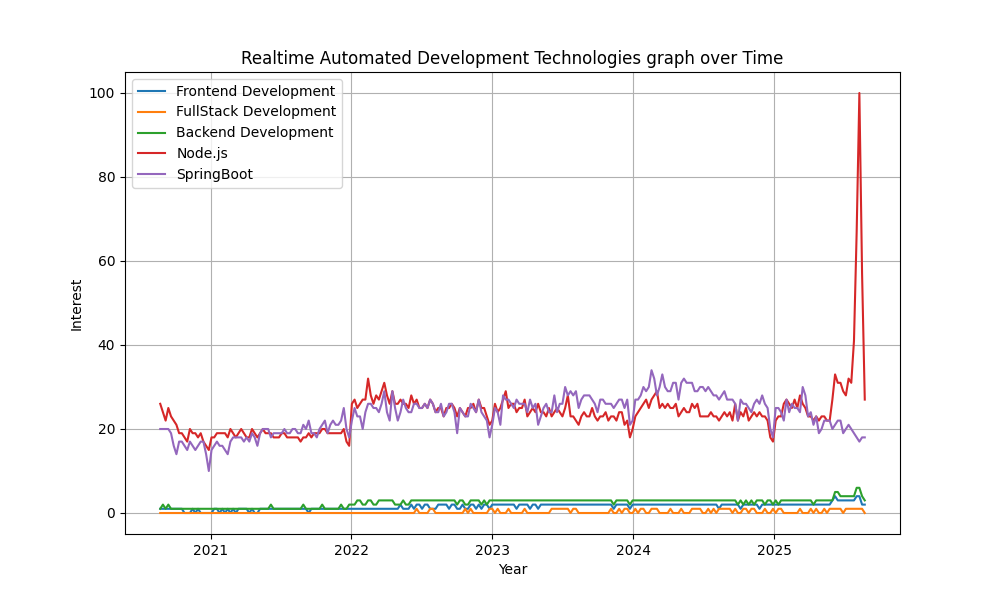 Realtime Automated Development Technologies graph over Time
Frontend Development
FullStack Development
Backend Development
Node.js
SpringBoot
100
80
60
40
20
0
Interest
2021
2022
2023
2024
2025
Year